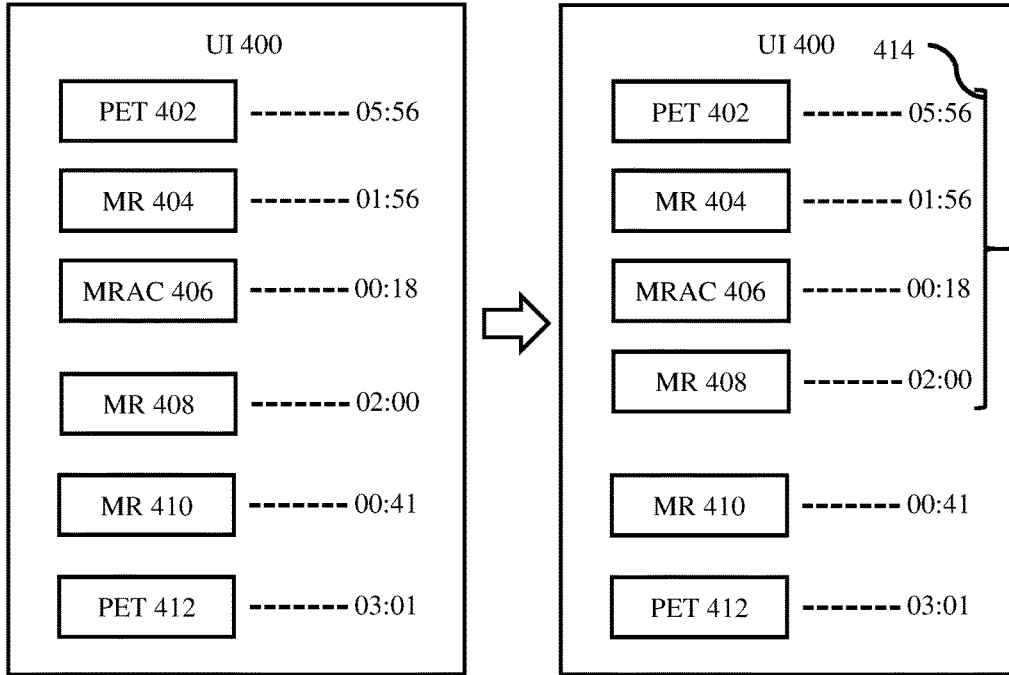 UI 400
PET 402 ------- 05:56
MR 404 ------- 01:56
MRAC 406 ------- 00:18
MR 408 ------- 02:00
MR 410 ------- 00:41
PET 412 ------- 03:01
UI 400 414
PET 402 ------- 05:56
MR 404 ------- 01:56
MRAC 406 ------- 00:18
MR 408 ------- 02:00
MR 410 ------- 00:41
PET 412 ------- 03:01